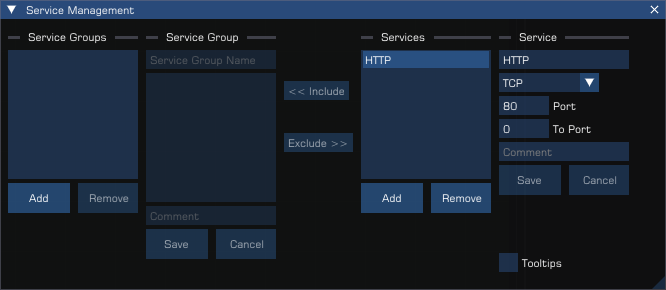 Service Management
Service Groups
Add
Remove
Service Group
Service Group Name
Comment
Save
Cancel
<< Include
Exclude >>
Services
HTTP
Add
Remove
Service
HTTP
TCP
80 Port
0 To Port
Comment
Save
Cancel
Tooltips